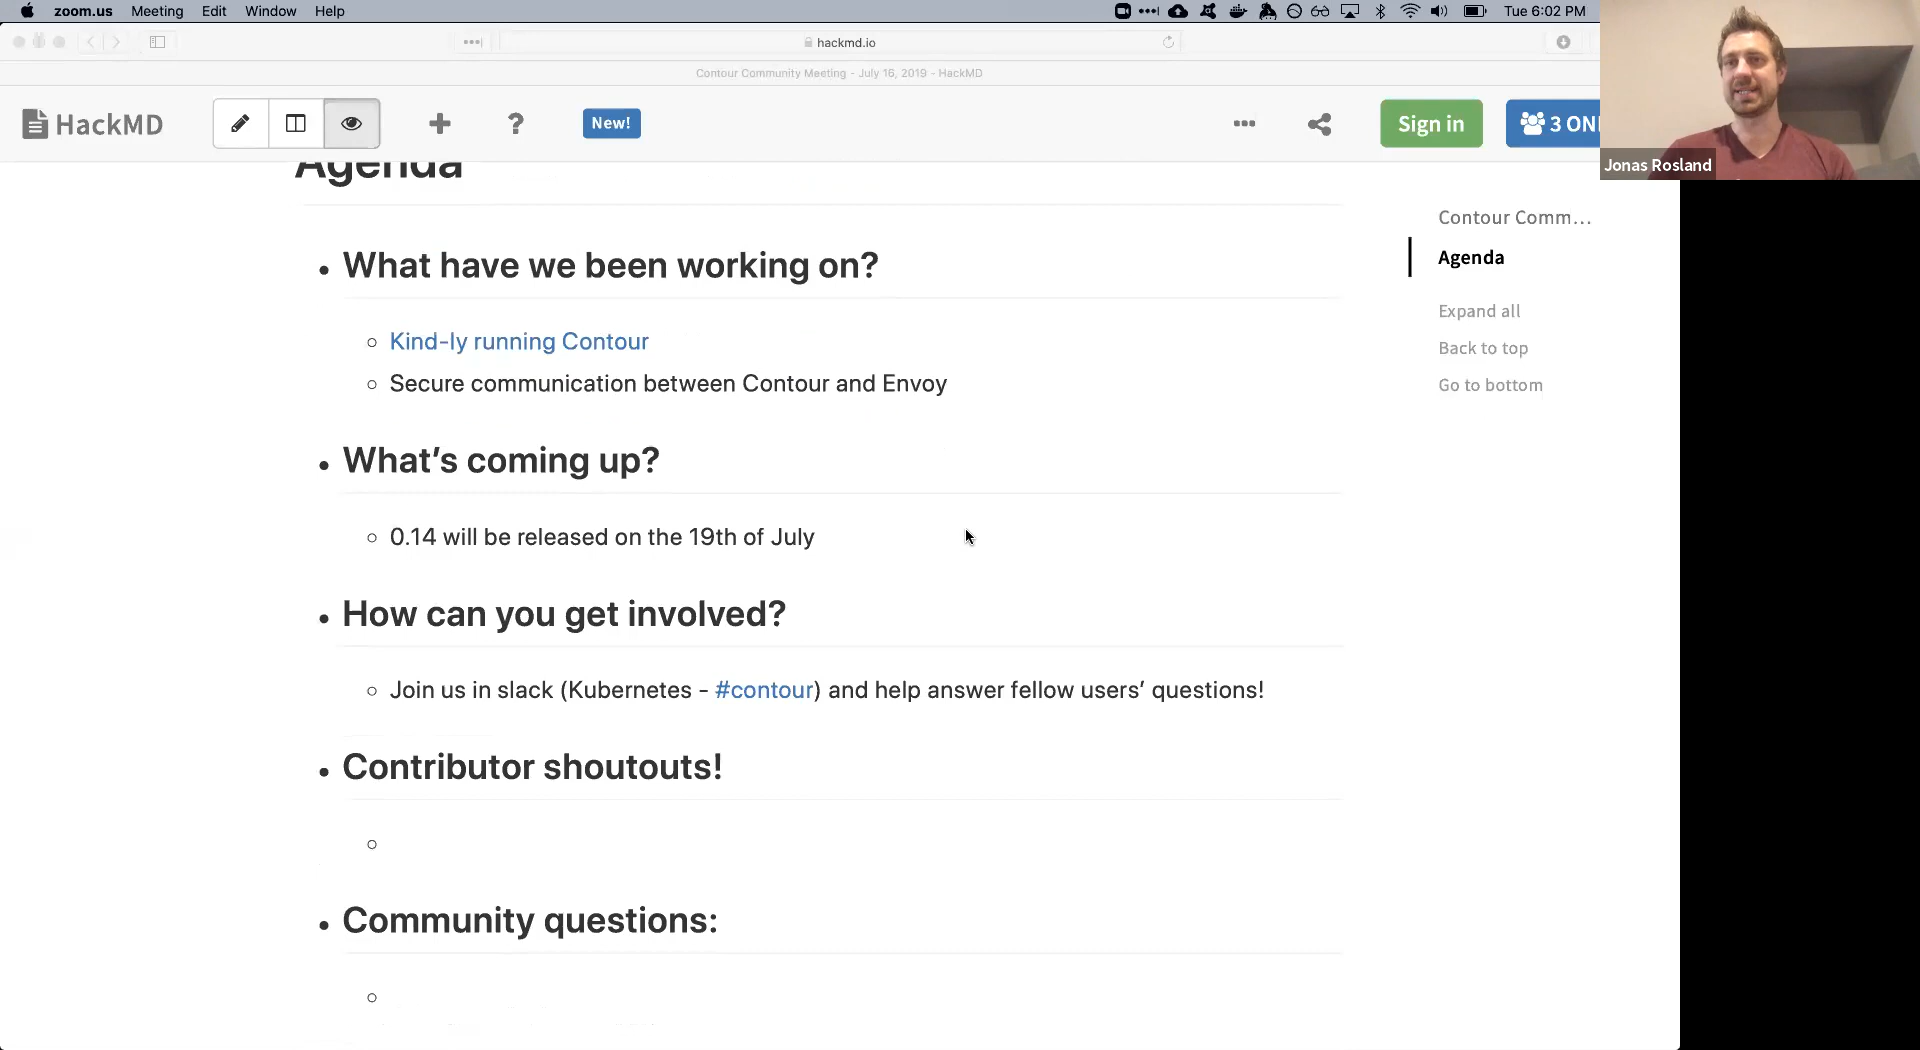 zoom.us Meeting Edit Window Help Tue 6:02 PM
hackmd.io
Contour Community Meeting - July 16, 2019 - HackMD
HackMD + ? New! Sign in 3 ONI
Jonas Rosland
Agenda
Contour Comm...
Agenda
Expand all
Back to top
Go to bottom
What have we been working on?
Kind-ly running Contour
Secure communication between Contour and Envoy
What’s coming up?
0.14 will be released on the 19th of July
How can you get involved?
Join us in slack (Kubernetes - #contour) and help answer fellow users’ questions!
Contributor shoutouts!
Community questions: